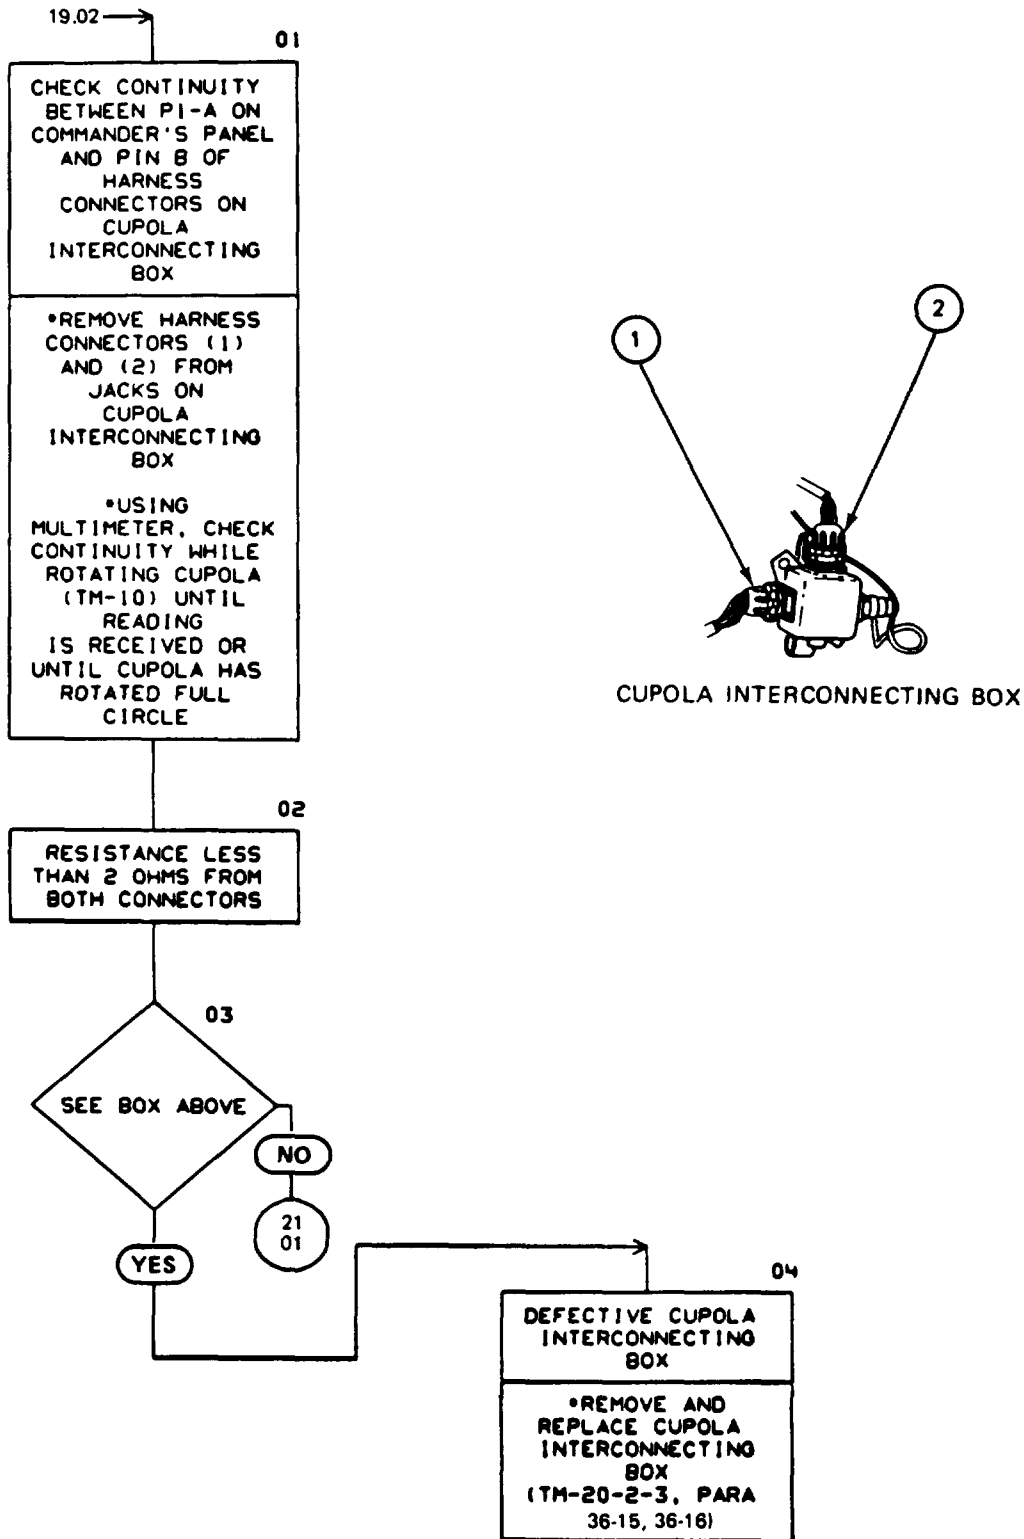 19.02
01
CHECK CONTINUITY
BETWEEN P1-A ON
COMMANDER'S PANEL
AND PIN B OF
HARNESS
CONNECTORS ON
CUPOLA
INTERCONNECTING
BOX
•REMOVE HARNESS
CONNECTORS (1)
AND (2) FROM
JACKS ON
CUPOLA
INTERCONNECTING
BOX
•USING
MULTIMETER, CHECK
CONTINUITY WHILE
ROTATING CUPOLA
(TM-10) UNTIL
READING
IS RECEIVED OR
UNTIL CUPOLA HAS
ROTATED FULL
CIRCLE
1
2
CUPOLA INTERCONNECTING BOX
02
RESISTANCE LESS
THAN 2 OHMS FROM
BOTH CONNECTORS
03
SEE BOX ABOVE
NO
21
01
YES
04
DEFECTIVE CUPOLA
INTERCONNECTING
BOX
•REMOVE AND
REPLACE CUPOLA
INTERCONNECTING
BOX
(TM-20-2-3, PARA
36-15, 36-16)